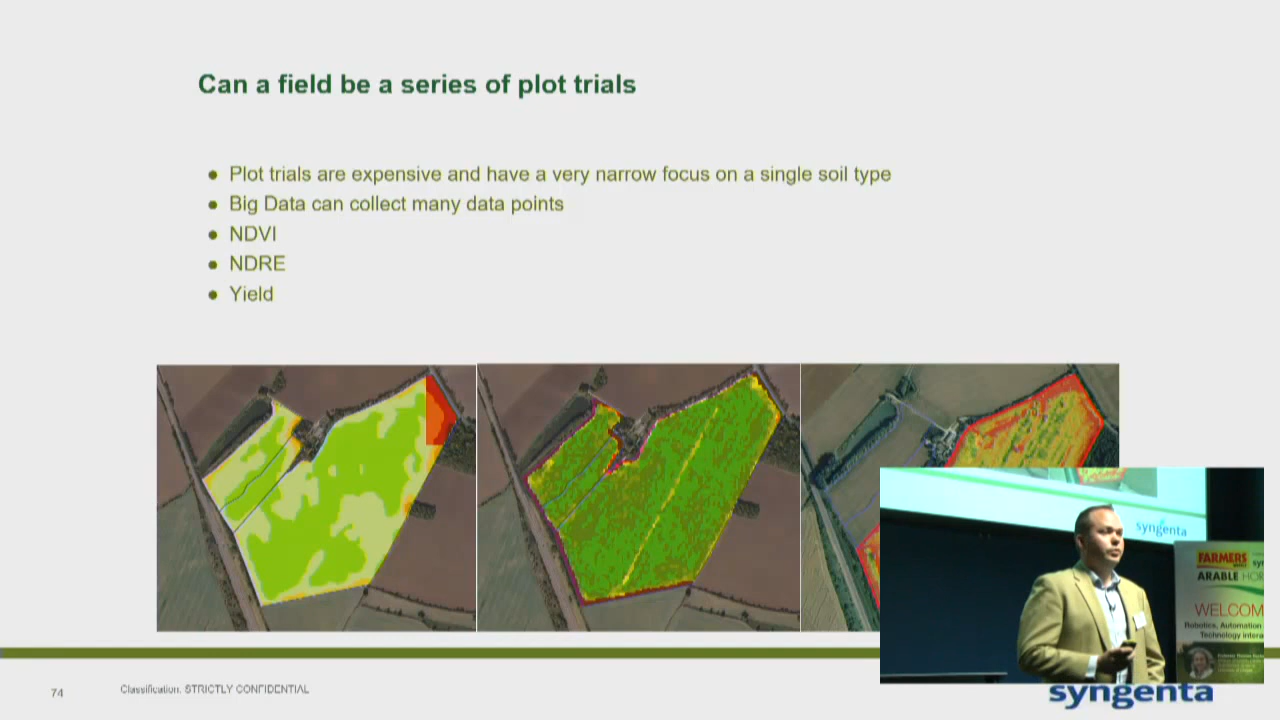 Can a field be a series of plot trials
● Plot trials are expensive and have a very narrow focus on a single soil type
● Big Data can collect many data points
● NDVI
● NDRE
● Yield
syngenta
FARMERS
ARABLE
WELCOM
Robotics, Automation
Technology intera
74
Classification: STRICTLY CONFIDENTIAL
syngenta